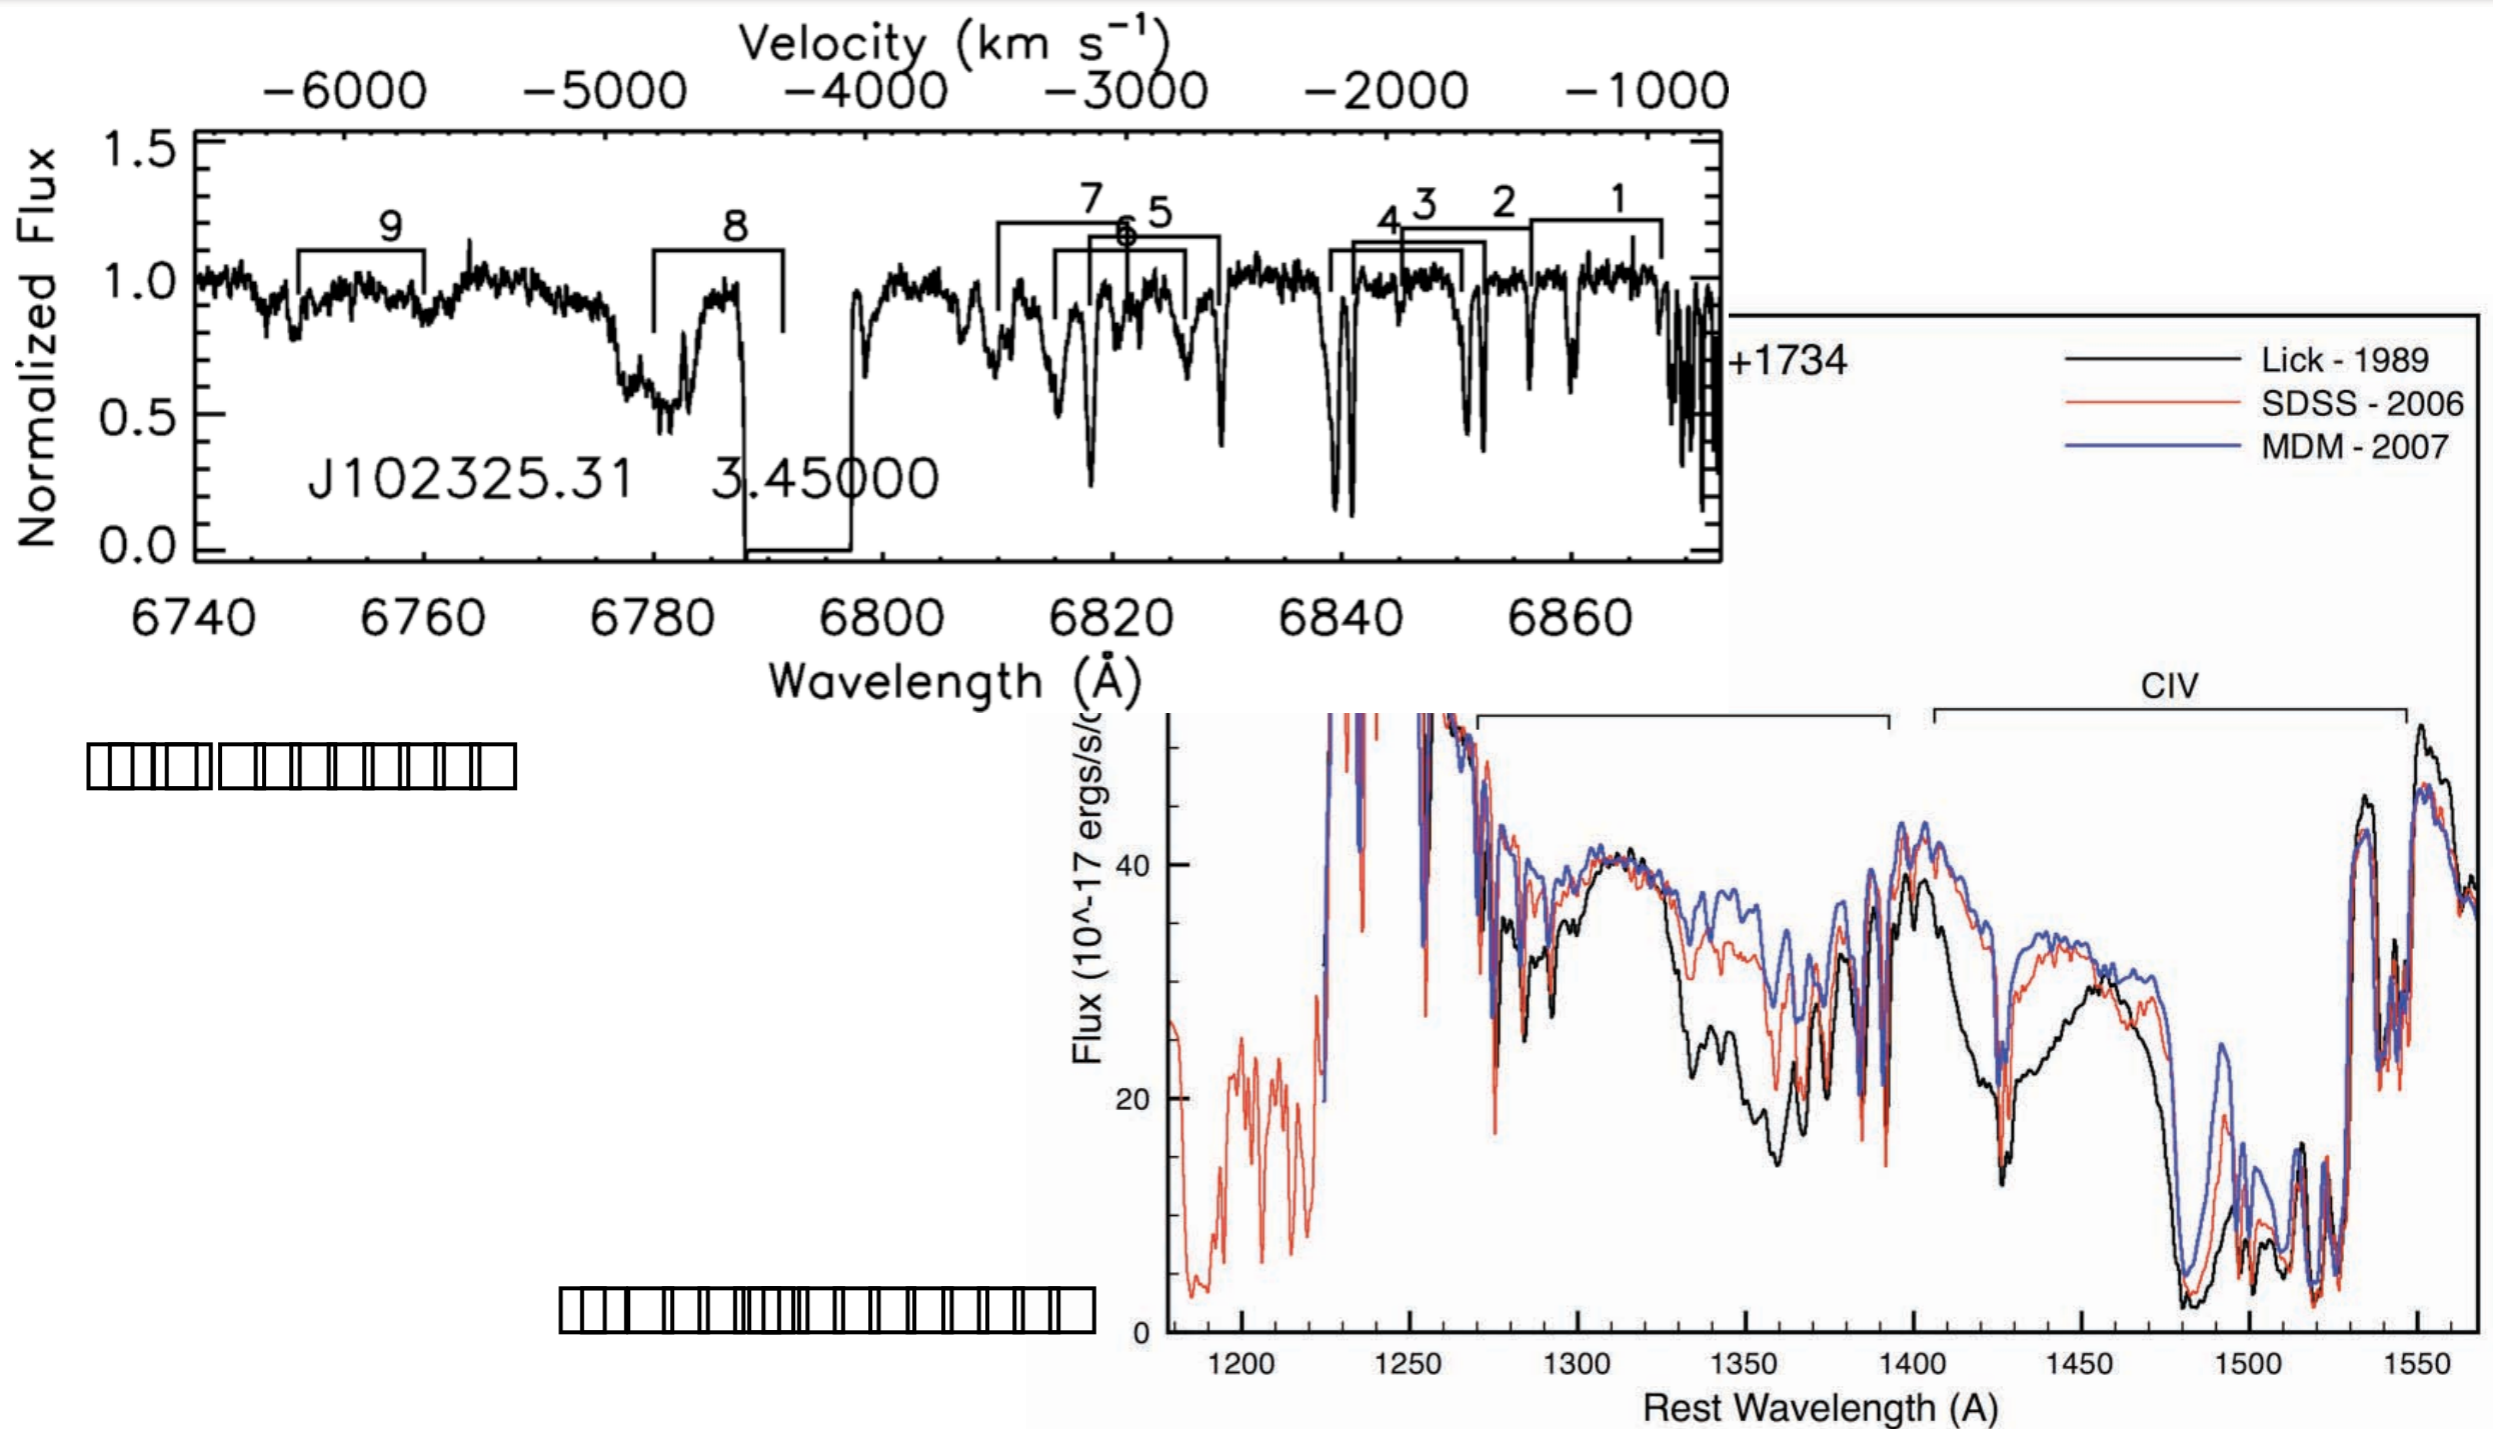 Velocity (km s−1)
−6000 −5000 −4000 −3000 −2000 −1000
Normalized Flux
1.5
1.0
0.5
0.0
9 8 7 6 5 4 3 2 1
J102325.31 3.45000
6740 6760 6780 6800 6820 6840 6860
Wavelength (Å)
+1734
Lick - 1989
SDSS - 2006
MDM - 2007
CIV
Flux (10^-17 ergs/s/
40
20
0
1200 1250 1300 1350 1400 1450 1500 1550
Rest Wavelength (A)